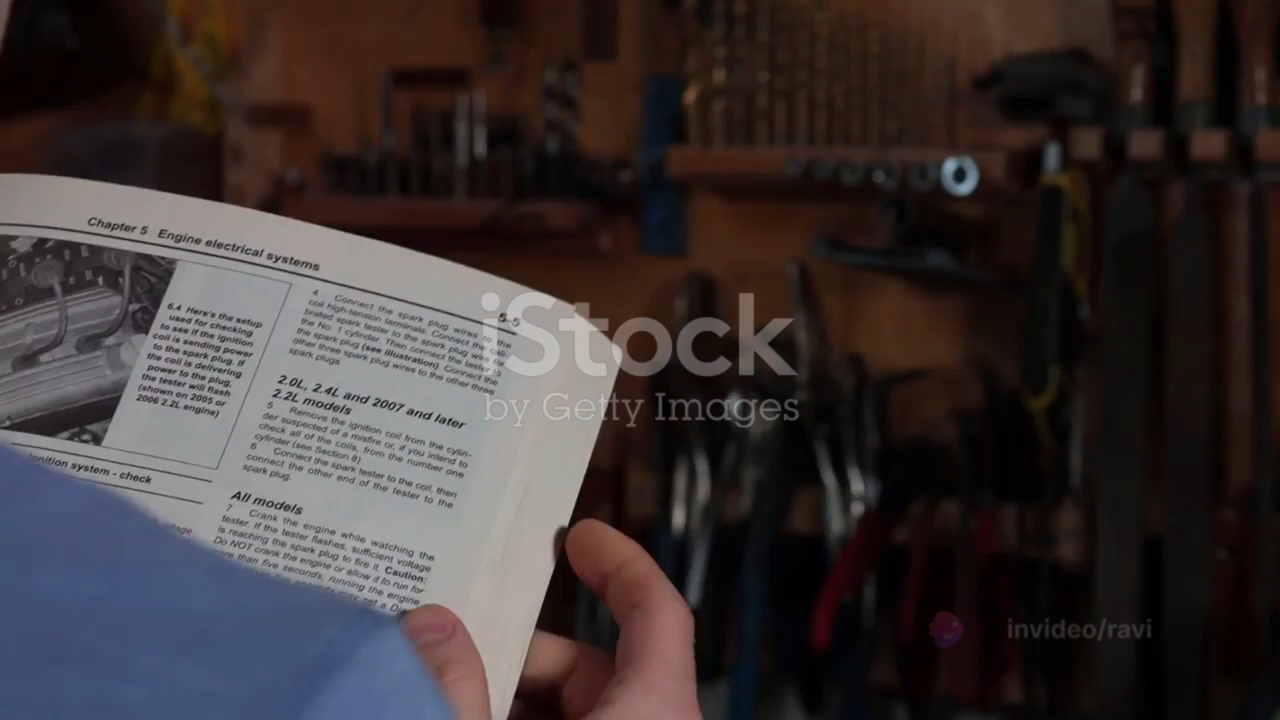 Chapter 5 Engine electrical systems
5-5
6.4 Here's the setup
used for checking
to see if the ignition
coil is sending power
to the spark plug. If
the coil is delivering
power to the plug,
the tester will flash
(shown on 2005 or
2006 2.2L engine)
Ignition system - check
4 Connect the spark plug wires to the
coil high-tension terminals. Connect the
brated spark tester to the spark plug wire for
the No. 1 cylinder. Then connect the tester to
the spark plug (see illustration). Connect the
other three spark plug wires to the other three
spark plugs.
2.0L, 2.4L and 2007 and later
2.2L models
5 Remove the ignition coil from the cylin-
der suspected of a misfire or, if you intend to
check all of the coils, from the number one
cylinder (see Section 8)
6 Connect the spark tester to the coil, then
connect the other end of the tester to the
spark plug.
All models
7 Crank the engine while watching the
tester. If the tester flashes, sufficient voltage
is reaching the spark plug to fire it. Caution:
Do NOT crank the engine or allow it to run for
more than five seconds, running the engine
set a
iStock
by Getty Images
invideo/ravi